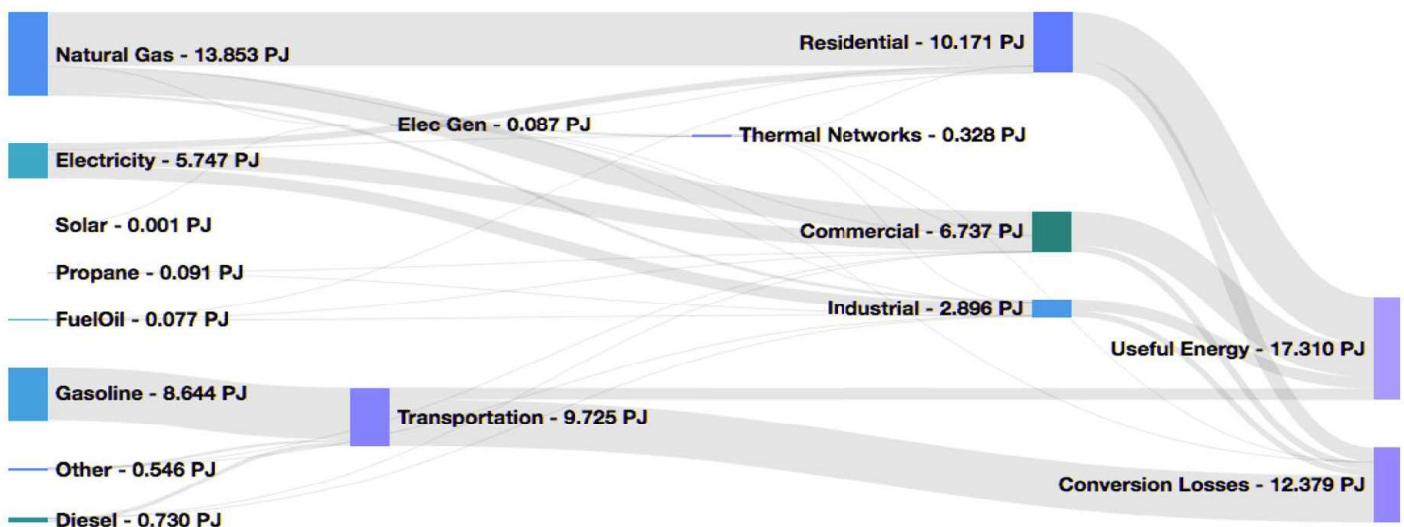 Natural Gas - 13.853 PJ
Residential - 10.171 PJ
Elec Gen - 0.087 PJ
Thermal Networks - 0.328 PJ
Electricity - 5.747 PJ
Solar - 0.001 PJ
Commercial - 6.737 PJ
Propane - 0.091 PJ
FuelOil - 0.077 PJ
Industrial - 2.896 PJ
Useful Energy - 17.310 PJ
Gasoline - 8.644 PJ
Transportation - 9.725 PJ
Other - 0.546 PJ
Conversion Losses - 12.379 PJ
Diesel - 0.730 PJ